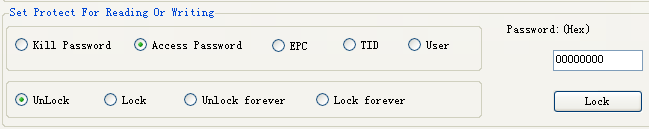 Set Protect For Reading Or Writing
Kill Password Access Password EPC TID User
Password:(Hex)
00000000
UnLock Lock Unlock forever Lock forever
Lock